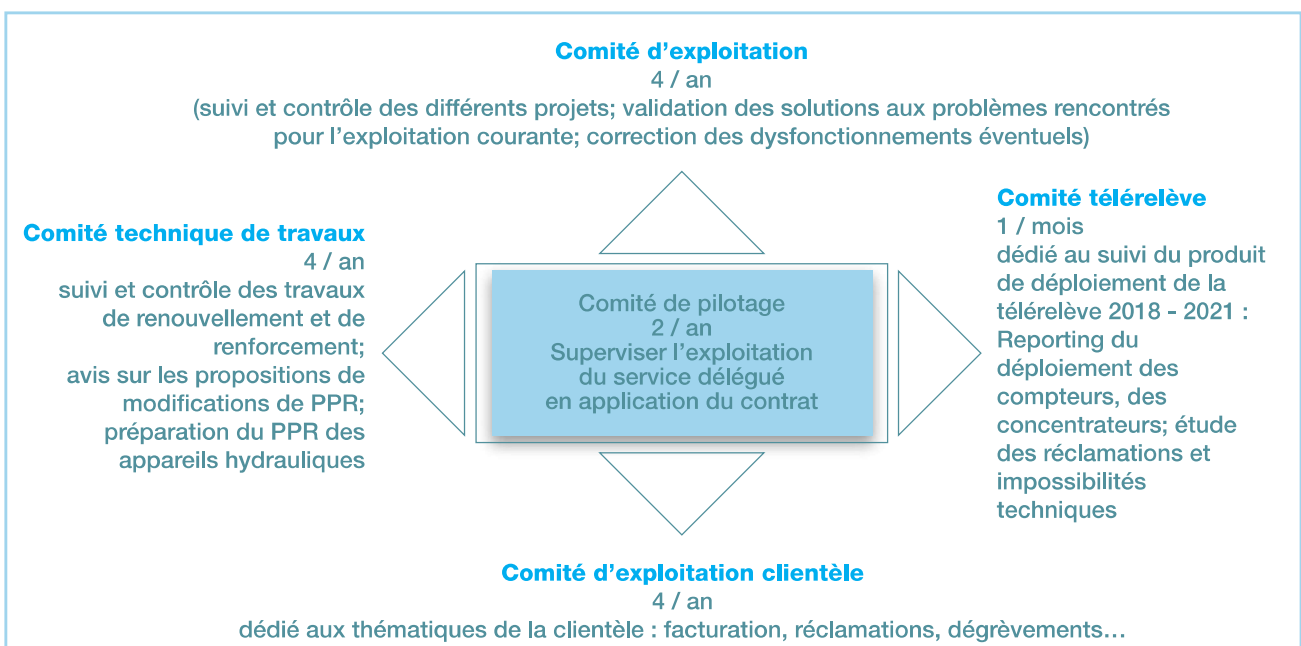 Comité d’exploitation
4 / an
(suivi et contrôle des différents projets; validation des solutions aux problèmes rencontrés
pour l’exploitation courante; correction des dysfonctionnements éventuels)
Comité technique de travaux
4 / an
suivi et contrôle des travaux
de renouvellement et de
renforcement;
avis sur les propositions de
modifications de PPR;
préparation du PPR des
appareils hydrauliques
Comité de pilotage
2 / an
Superviser l’exploitation
du service délégué
en application du contrat
Comité télérelève
1 / mois
dédié au suivi du produit
de déploiement de la
télérelève 2018 - 2021 :
Reporting du
déploiement des
compteurs, des
concentrateurs; étude
des réclamations et
impossibilités
techniques
Comité d’exploitation clientèle
4 / an
dédié aux thématiques de la clientèle : facturation, réclamations, dégrèvements…